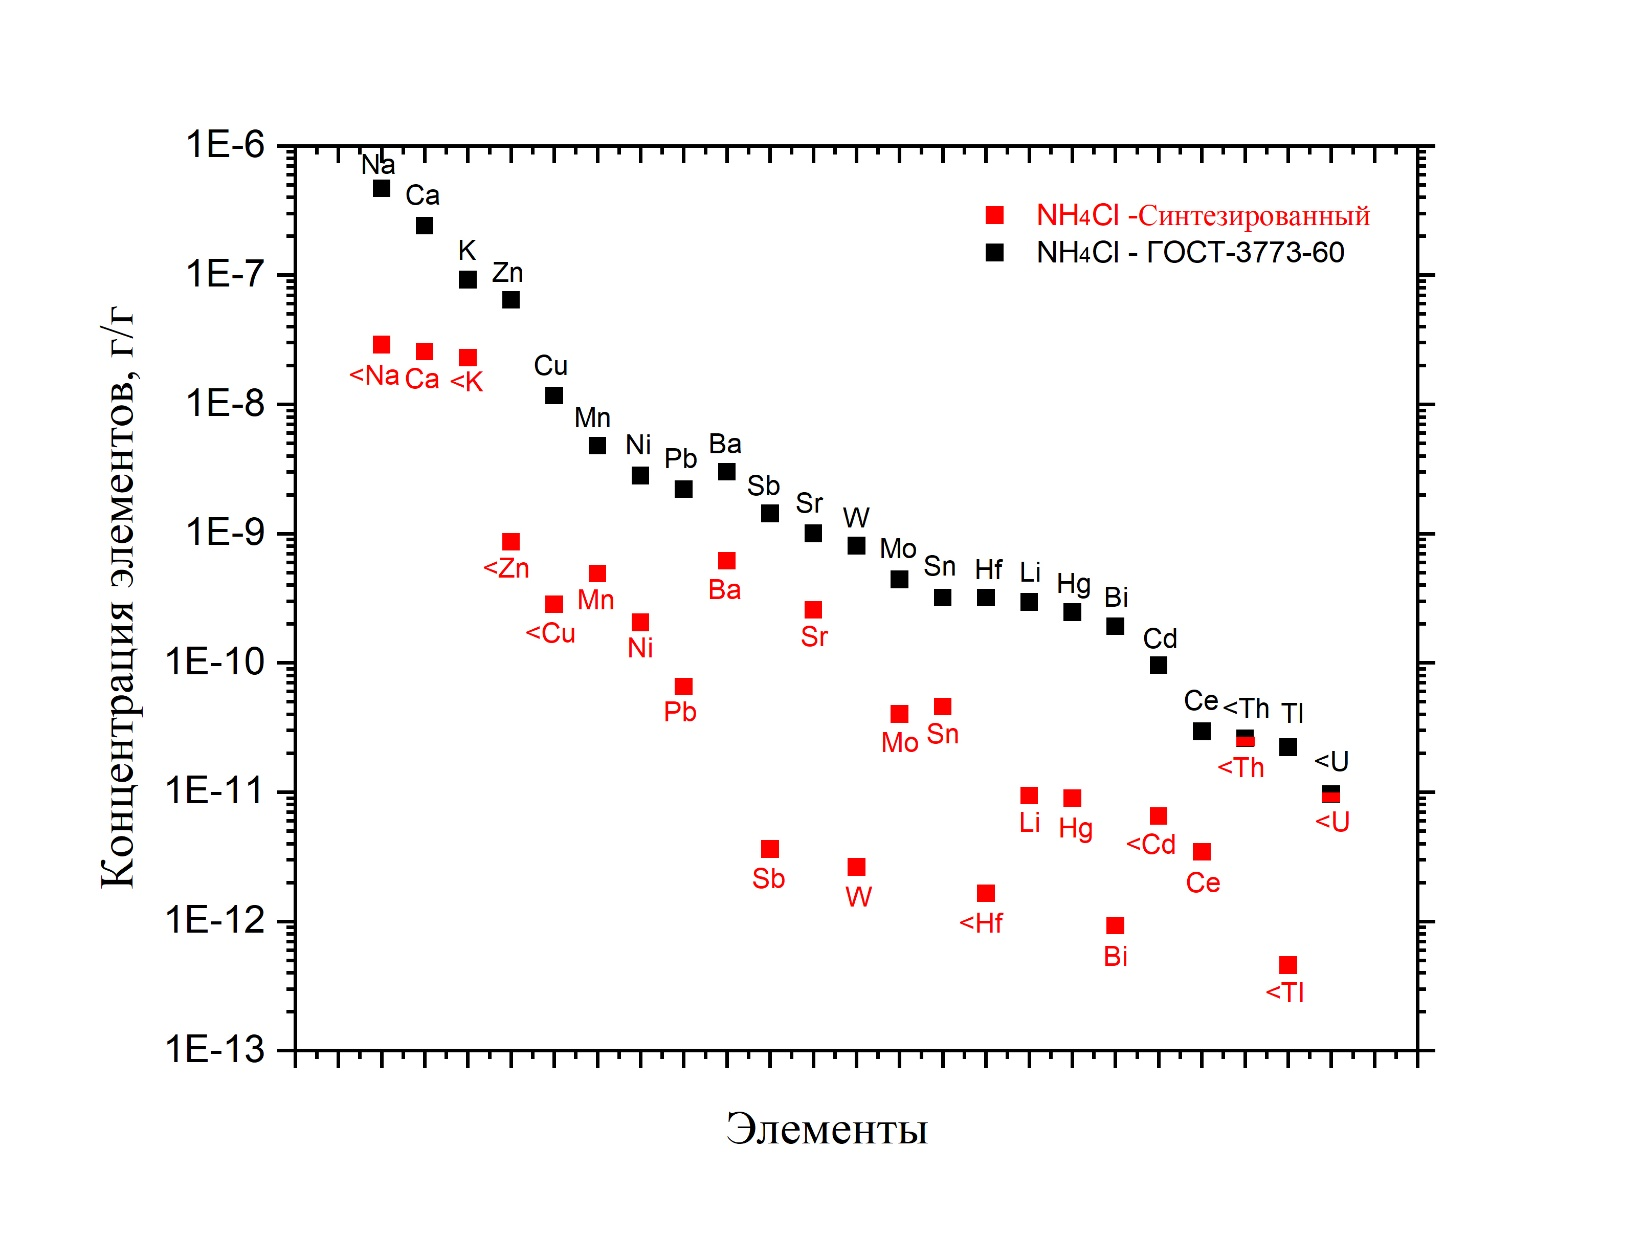 1E-6
1E-7
1E-8
1E-9
1E-10
1E-11
1E-12
1E-13
Концентрация элементов, г/г
Элементы
NH4Cl -Синтезированный
NH4Cl - ГОСТ-3773-60
Na
Ca
K
Zn
Cu
Mn
Ni
Pb
Ba
Sb
Sr
W
Mo
Sn
Hf
Li
Hg
Bi
Cd
Ce
<Th
Tl
<U
<Na
Ca
<K
<Zn
<Cu
Mn
Ni
Pb
Ba
Sb
Sr
W
Mo
Sn
<Hf
Li
Hg
Bi
<Cd
Ce
<Th
<Tl
<U